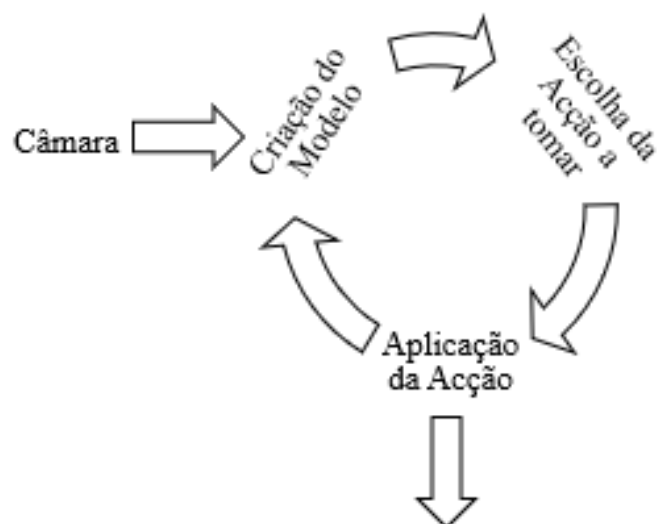 Câmara
Criação do
Modelo
Escolha da
Acção a
tomar
Aplicação
da Acção